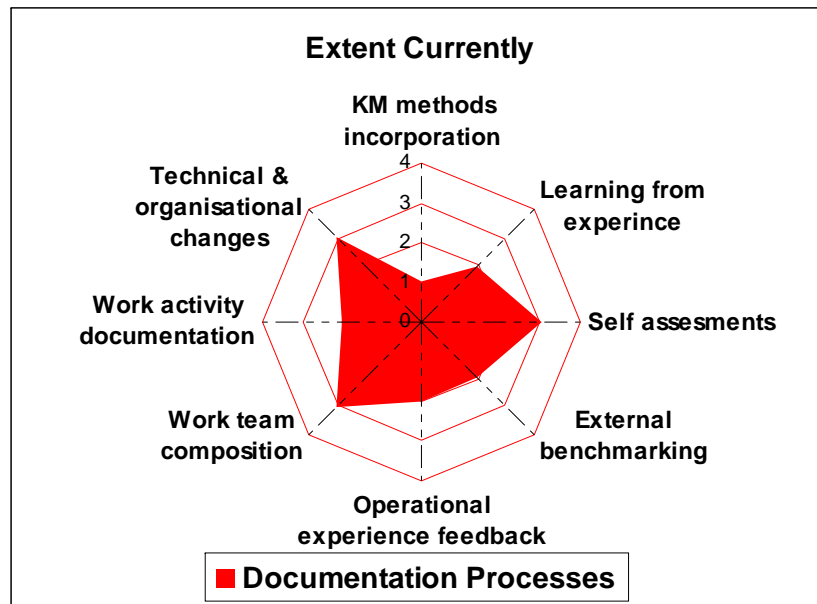 Extent Currently
KM methods
incorporation
4
3
2
1
0
Learning from
experince
Self assesments
External
benchmarking
Operational
experience feedback
Work team
composition
Work activity
documentation
Technical &
organisational
changes
Documentation Processes